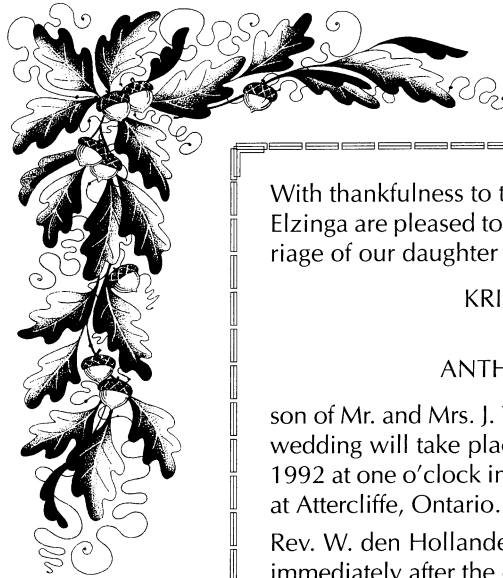 With thankfulness to
Elzinga are pleased to
riage of our daughter
KRI
ANTH
son of Mr. and Mrs. J.
wedding will take
1992 at one o'clock in
at Attercliffe, Ontario.
Rev. W. den Hollande
immediately after the